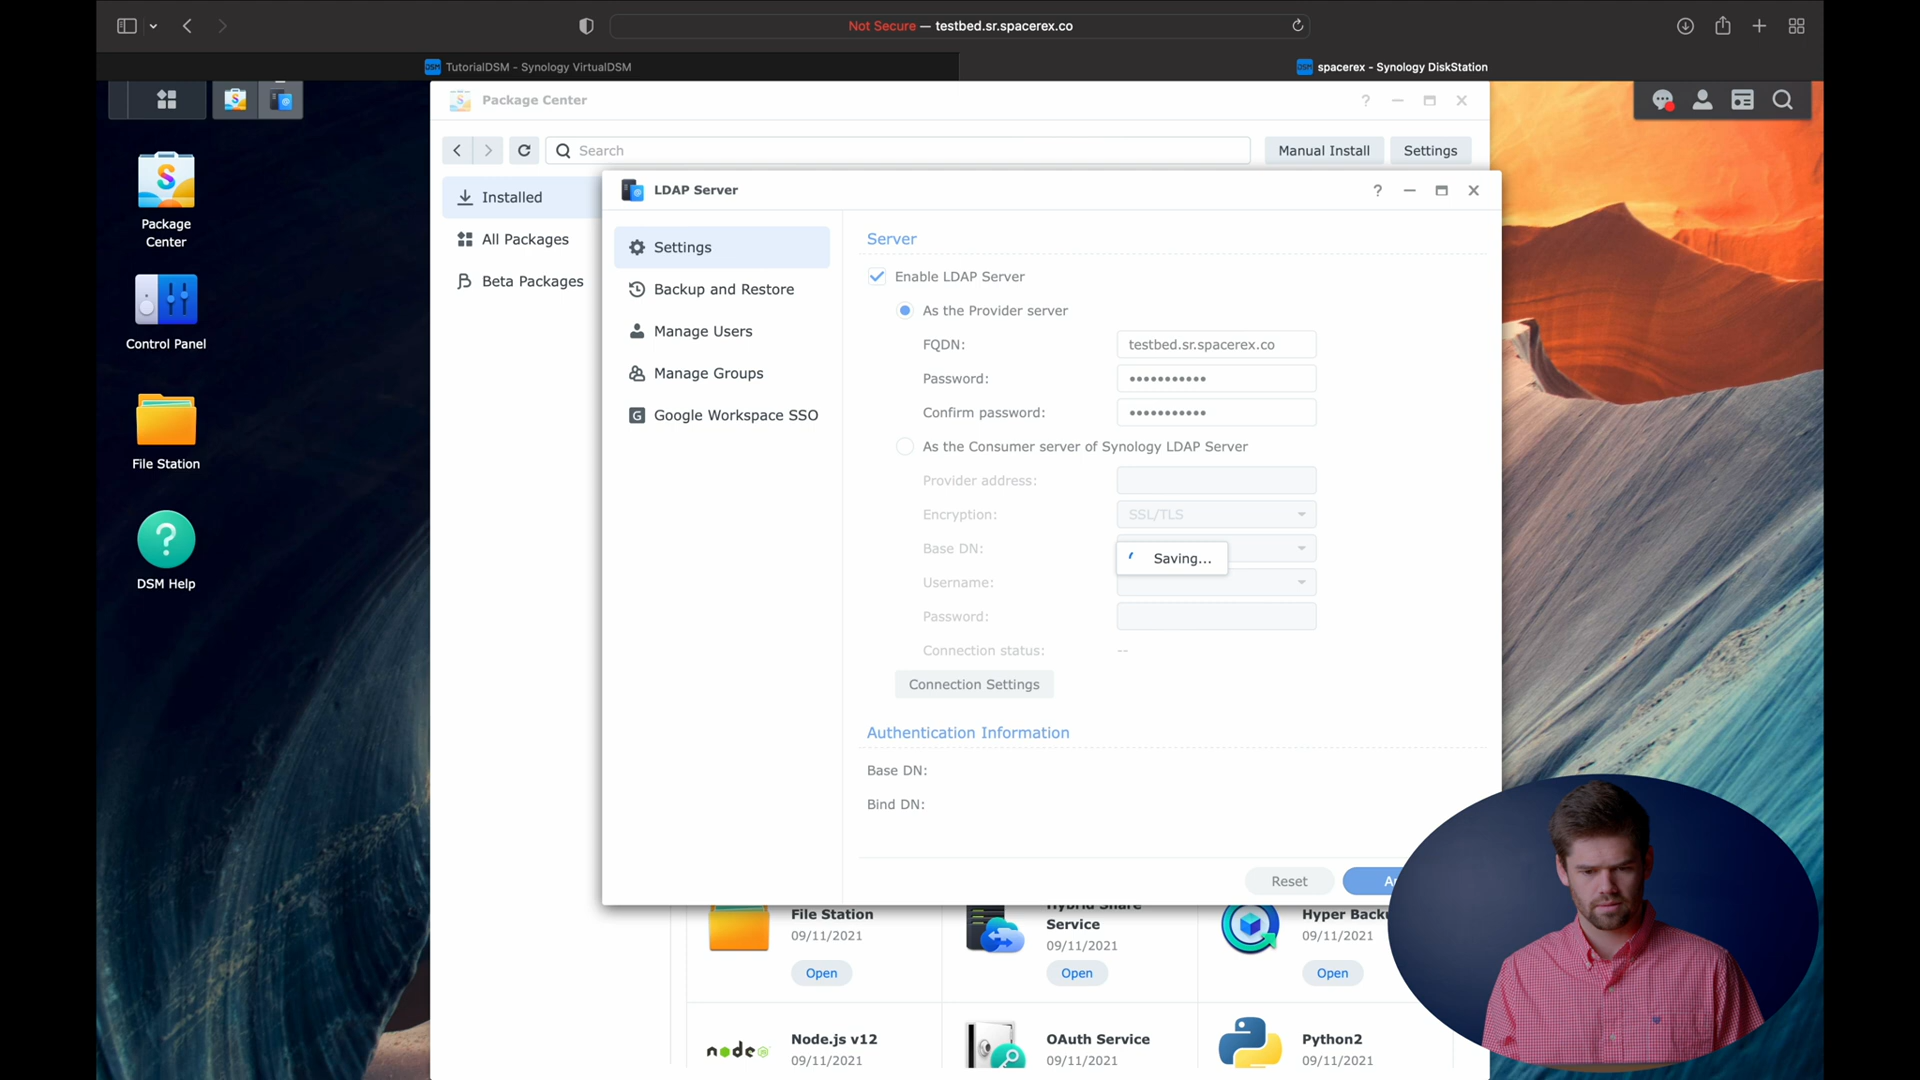 Not Secure — testbed.sr.spacerex.co
TutorialDSM - Synology VirtualDSM
spacerex - Synology DiskStation
Package Center
Search
Manual Install
Settings
Installed
All Packages
Beta Packages
Package
Center
Control Panel
File Station
DSM Help
LDAP Server
Settings
Backup and Restore
Manage Users
Manage Groups
Google Workspace SSO
Server
Enable LDAP Server
As the Provider server
FQDN: testbed.sr.spacerex.co
Password: •••••••••••
Confirm password: •••••••••••
As the Consumer server of Synology LDAP Server
Provider address:
Encryption: SSL/TLS
Base DN:
Saving...
Username:
Password:
Connection status: --
Connection Settings
Authentication Information
Base DN:
Bind DN:
Reset
File Station
09/11/2021
Open
Hybrid Share
Service
09/11/2021
Open
Hyper Backu
09/11/2021
Open
Node.js v12
09/11/2021
OAuth Service
09/11/2021
Python2
09/11/2021